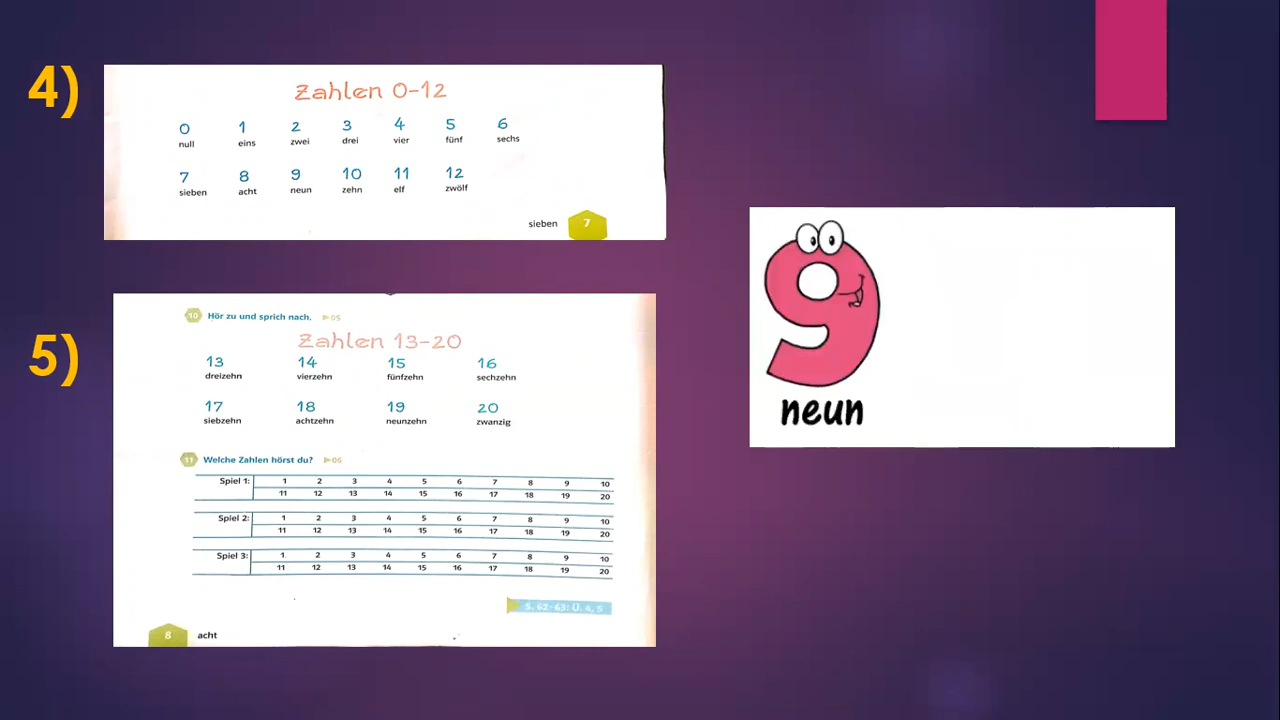 4)
Zahlen 0-12
0 1 2 3 4 5 6
null eins zwei drei vier fünf sechs
7 8 9 10 11 12
sieben acht neun zehn elf zwölf
sieben 7
5)
10 Hör zu und sprich nach. ▶05
Zahlen 13-20
13 14 15 16
dreizehn vierzehn fünfzehn sechzehn
17 18 19 20
siebzehn achtzehn neunzehn zwanzig
11 Welche Zahlen hörst du? ▶06
Spiel 1: 1 2 3 4 5 6 7 8 9 10
11 12 13 14 15 16 17 18 19 20
Spiel 2: 1 2 3 4 5 6 7 8 9 10
11 12 13 14 15 16 17 18 19 20
Spiel 3: 1 2 3 4 5 6 7 8 9 10
11 12 13 14 15 16 17 18 19 20
S. 62-63: Ü. 4, 5
8 acht
9
neun